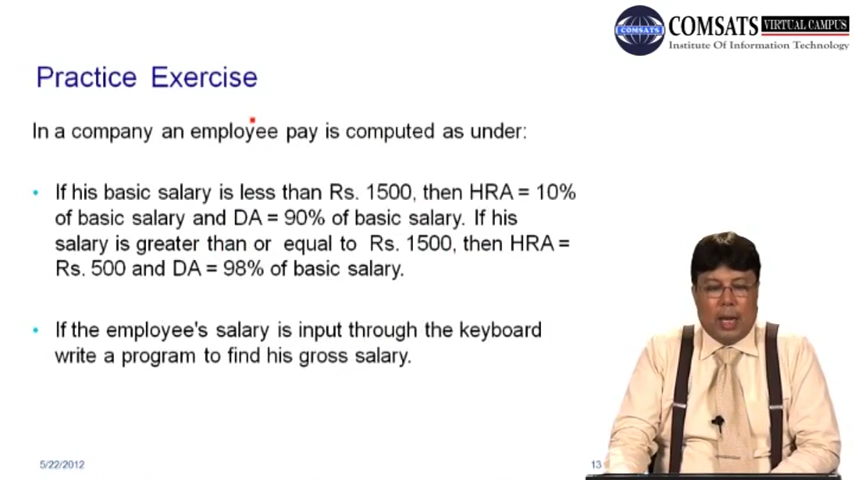 COMSATS VIRTUAL CAMPUS
COMSATS
Institute Of Information Technology
Practice Exercise
In a company an employee pay is computed as under:
• If his basic salary is less than Rs. 1500, then HRA = 10%
of basic salary and DA = 90% of basic salary. If his
salary is greater than or equal to Rs. 1500, then HRA =
Rs. 500 and DA = 98% of basic salary.
• If the employee's salary is input through the keyboard
write a program to find his gross salary.
5/22/2012
13